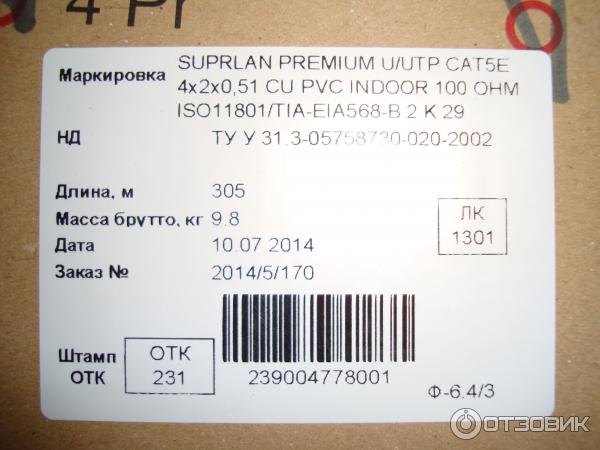 4 Pr
Маркировка
SUPRLAN PREMIUM U/UTP CAT5E
4x2x0,51 CU PVC INDOOR 100 OHM
ISO11801/TIA-EIA568-B 2 K 29
НД ТУ У 31.3-05758730-020-2002
Длина, м 305
Масса брутто, кг 9.8
Дата 10.07 2014
Заказ № 2014/5/170
ЛК
1301
Штамп
ОТК
ОТК
231
239004778001
Ф-6.4/3
ОТЗОВИК